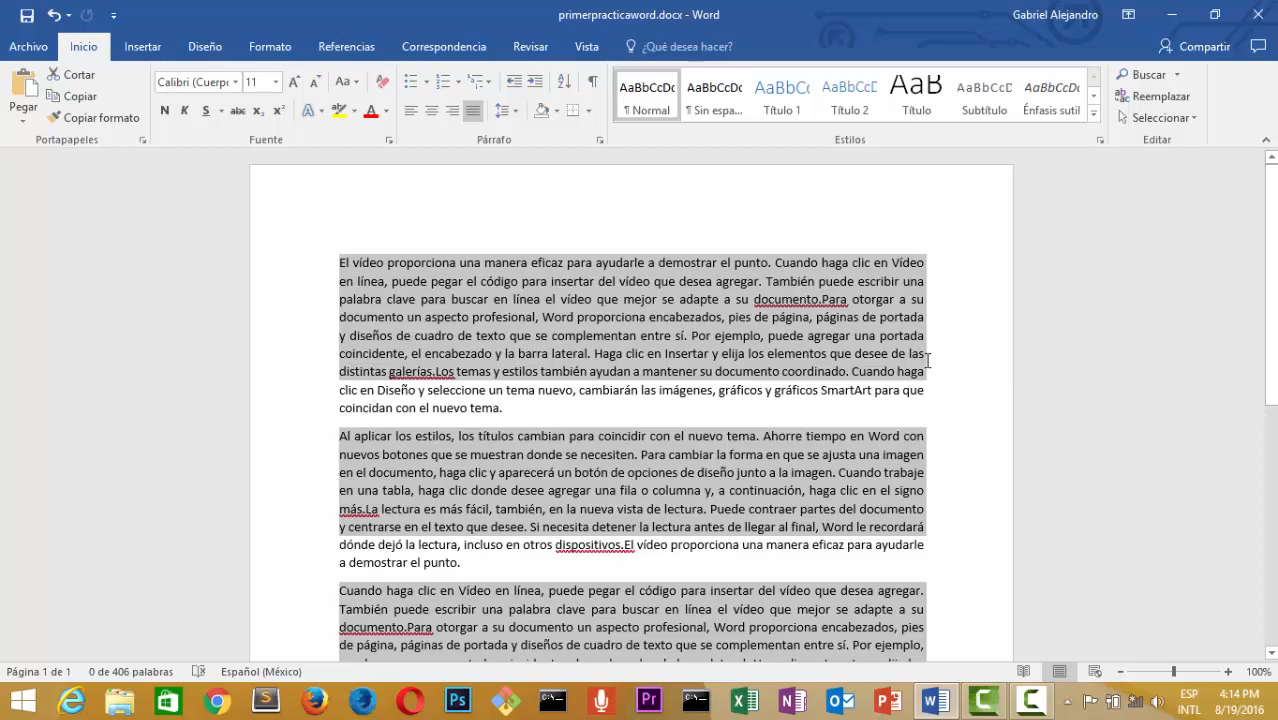 primerpracticaword.docx - Word
Gabriel Alejandro
Archivo
Inicio
Insertar
Diseño
Formato
Referencias
Correspondencia
Revisar
Vista
¿Qué desea hacer?
Compartir
Pegar
Cortar
Copiar
Copiar formato
Portapapeles
Calibri (Cuerpo
11
Fuente
Párrafo
AaBbCcDc
¶ Normal
AaBbCcDc
¶ Sin espa...
AaBbCc
Título 1
AaBbCcD
Título 2
AaB
Título
AaBbCcD
Subtítulo
AaBbCcDc
Énfasis sutil
Estilos
Buscar
Reemplazar
Seleccionar
Editar
El vídeo proporciona una manera eficaz para ayudarle a demostrar el punto. Cuando haga clic en Vídeo
en línea, puede pegar el código para insertar del vídeo que desea agregar. También puede escribir una
palabra clave para buscar en línea el vídeo que mejor se adapte a su documento.Para otorgar a su
documento un aspecto profesional, Word proporciona encabezados, pies de página, páginas de portada
y diseños de cuadro de texto que se complementan entre sí. Por ejemplo, puede agregar una portada
coincidente, el encabezado y la barra lateral. Haga clic en Insertar y elija los elementos que desee de las
distintas galerías.Los temas y estilos también ayudan a mantener su documento coordinado. Cuando haga
clic en Diseño y seleccione un tema nuevo, cambiarán las imágenes, gráficos y gráficos SmartArt para que
coincidan con el nuevo tema.
Al aplicar los estilos, los títulos cambian para coincidir con el nuevo tema. Ahorre tiempo en Word con
nuevos botones que se muestran donde se necesiten. Para cambiar la forma en que se ajusta una imagen
en el documento, haga clic y aparecerá un botón de opciones de diseño junto a la imagen. Cuando trabaje
en una tabla, haga clic donde desee agregar una fila o columna y, a continuación, haga clic en el signo
más.La lectura es más fácil, también, en la nueva vista de lectura. Puede contraer partes del documento
y centrarse en el texto que desee. Si necesita detener la lectura antes de llegar al final, Word le recordará
dónde dejó la lectura, incluso en otros dispositivos.El vídeo proporciona una manera eficaz para ayudarle
a demostrar el punto.
Cuando haga clic en Vídeo en línea, puede pegar el código para insertar del vídeo que desea agregar.
También puede escribir una palabra clave para buscar en línea el vídeo que mejor se adapte a su
documento.Para otorgar a su documento un aspecto profesional, Word proporciona encabezados, pies
de página, páginas de portada y diseños de cuadro de texto que se complementan entre sí. Por ejemplo,
Página 1 de 1
0 de 406 palabras
Español (México)
100%
ESP
INTL
4:14 PM
8/19/2016